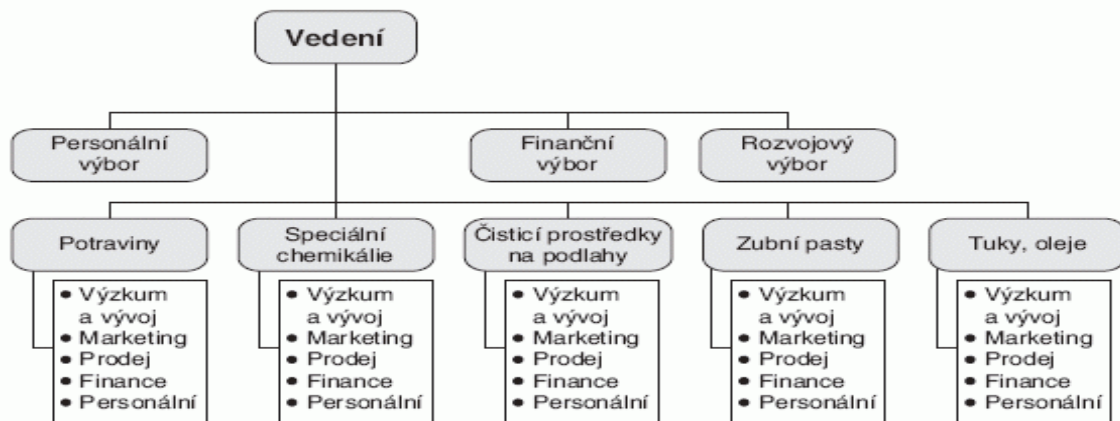 Vedení
Personální
výbor
Finanční
výbor
Rozvojový
výbor
Potraviny
Speciální
chemikálie
Čisticí prostředky
na podlahy
Zubní pasty
Tuky, oleje
• Výzkum
a vývoj
• Marketing
• Prodej
• Finance
• Personální
• Výzkum
a vývoj
• Marketing
• Prodej
• Finance
• Personální
• Výzkum
a vývoj
• Marketing
• Prodej
• Finance
• Personální
• Výzkum
a vývoj
• Marketing
• Prodej
• Finance
• Personální
• Výzkum
a vývoj
• Marketing
• Prodej
• Finance
• Personální